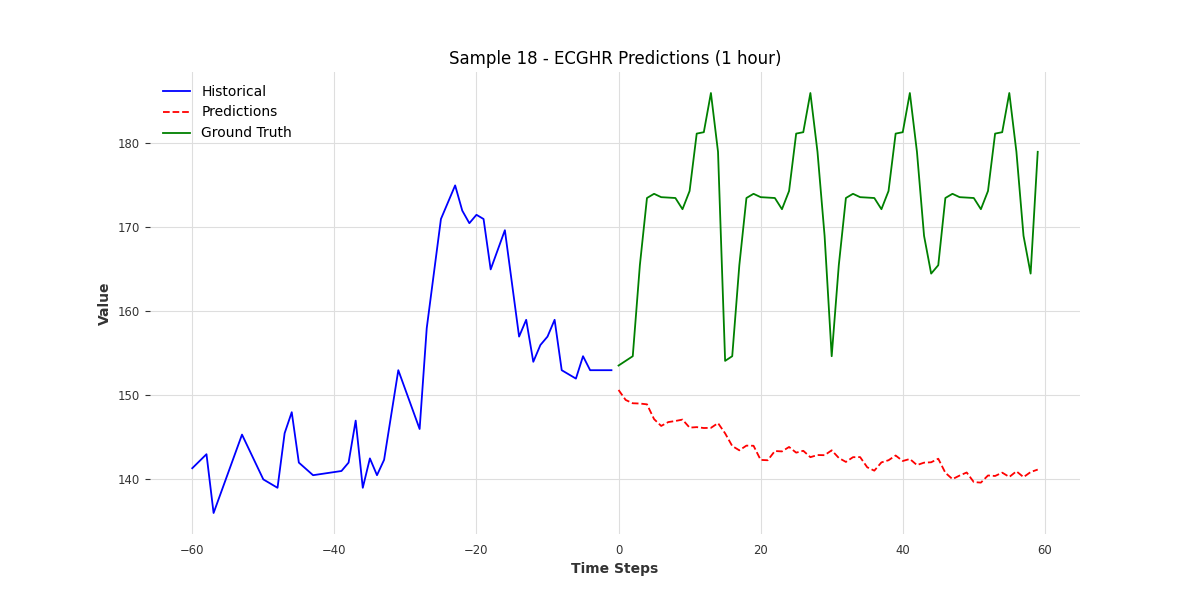 Sample 18 - ECGHR Predictions (1 hour)
Historical
Predictions
Ground Truth
Value
180
170
160
150
140
−60
−40
−20
0
20
40
60
Time Steps